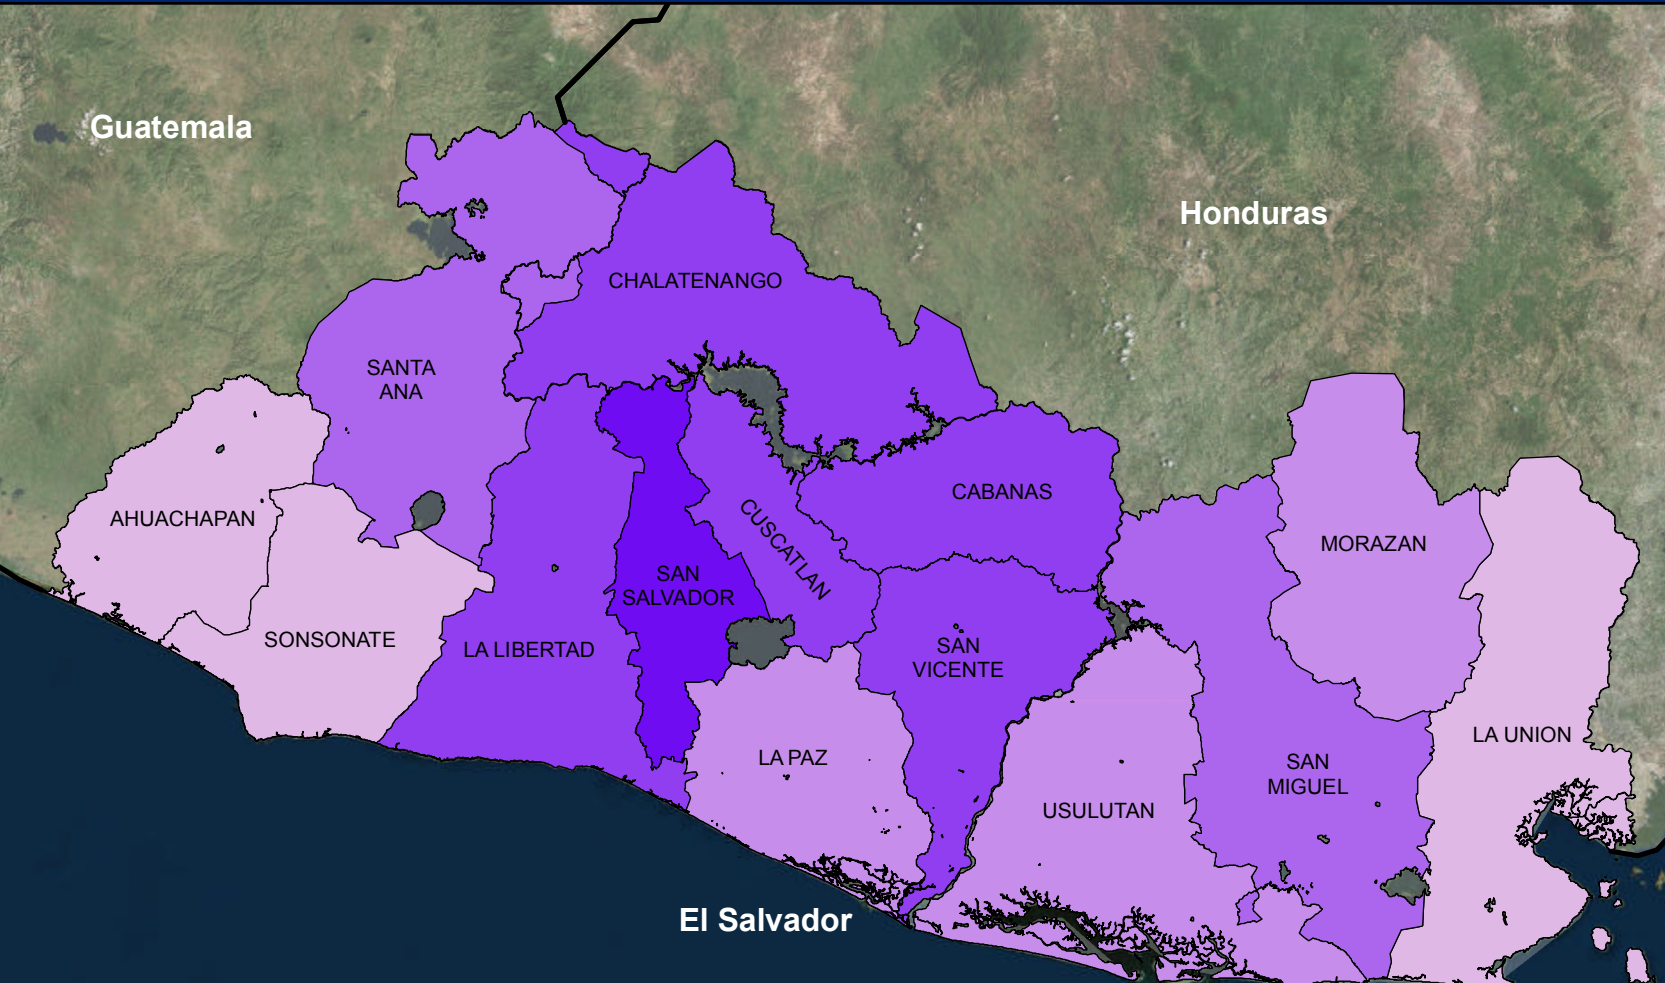 Guatemala
Honduras
CHALATENANGO
SANTA
ANA
CABANAS
CUSCATLAN
AHUACHAPAN
MORAZAN
SAN
SALVADOR
SONSONATE
LA LIBERTAD
SAN
VICENTE
LA UNION
LA PAZ
SAN
MIGUEL
USULUTAN
El Salvador